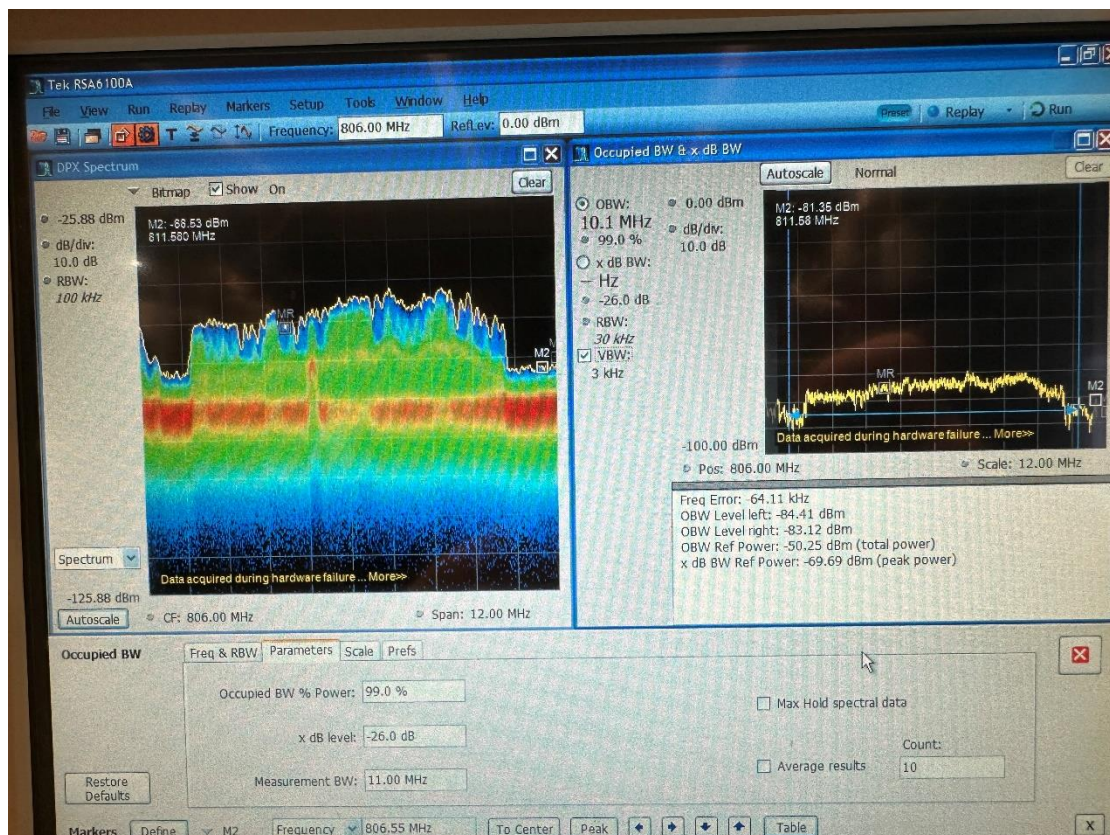 Tek RSA6100A
File View Run Replay Markers Setup Tools Window Help
Frequency: 806.00 MHz RefLev: 0.00 dBm
Preset Replay Run
DPX Spectrum
Bitmap Show On Clear
-25.88 dBm
dB/div:
10.0 dB
RBW:
100 kHz
M2: -68.53 dBm
811.580 MHz
MR
M2
Data acquired during hardware failure ... More>>
Spectrum
-125.88 dBm
Autoscale
CF: 806.00 MHz Span: 12.00 MHz
Occupied BW & x dB BW
Autoscale Normal Clear
OBW:
10.1 MHz
99.0 %
x dB BW:
-- Hz
-26.0 dB
RBW:
30 kHz
VBW:
3 kHz
0.00 dBm
dB/div:
10.0 dB
M2: -81.35 dBm
811.58 MHz
MR
M2
Data acquired during hardware failure ... More>>
-100.00 dBm
Pos: 806.00 MHz Scale: 12.00 MHz
Freq Error: -64.11 kHz
OBW Level left: -84.41 dBm
OBW Level right: -83.12 dBm
OBW Ref Power: -50.25 dBm (total power)
x dB BW Ref Power: -69.69 dBm (peak power)
Occupied BW
Freq & RBW Parameters Scale Prefs
Occupied BW % Power: 99.0 %
x dB level: -26.0 dB
Measurement BW: 11.00 MHz
Max Hold spectral data
Count:
Average results 10
Restore
Defaults
Markers Define M2 Frequency 806.55 MHz To Center Peak Table X